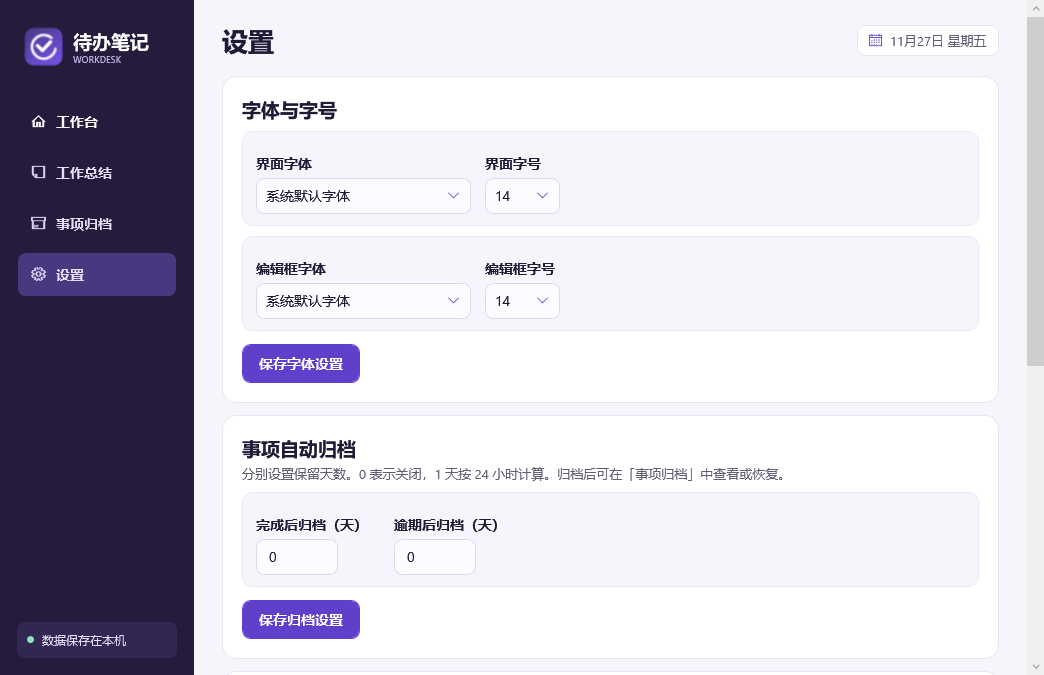 待办笔记
WORKDESK
工作台
工作总结
事项归档
设置
数据保存在本机
设置
11月27日 星期五
字体与字号
界面字体 界面字号
系统默认字体 14
编辑框字体 编辑框字号
系统默认字体 14
保存字体设置
事项自动归档
分别设置保留天数。0 表示关闭，1 天按 24 小时计算。归档后可在「事项归档」中查看或恢复。
完成后归档（天） 逾期后归档（天）
0 0
保存归档设置